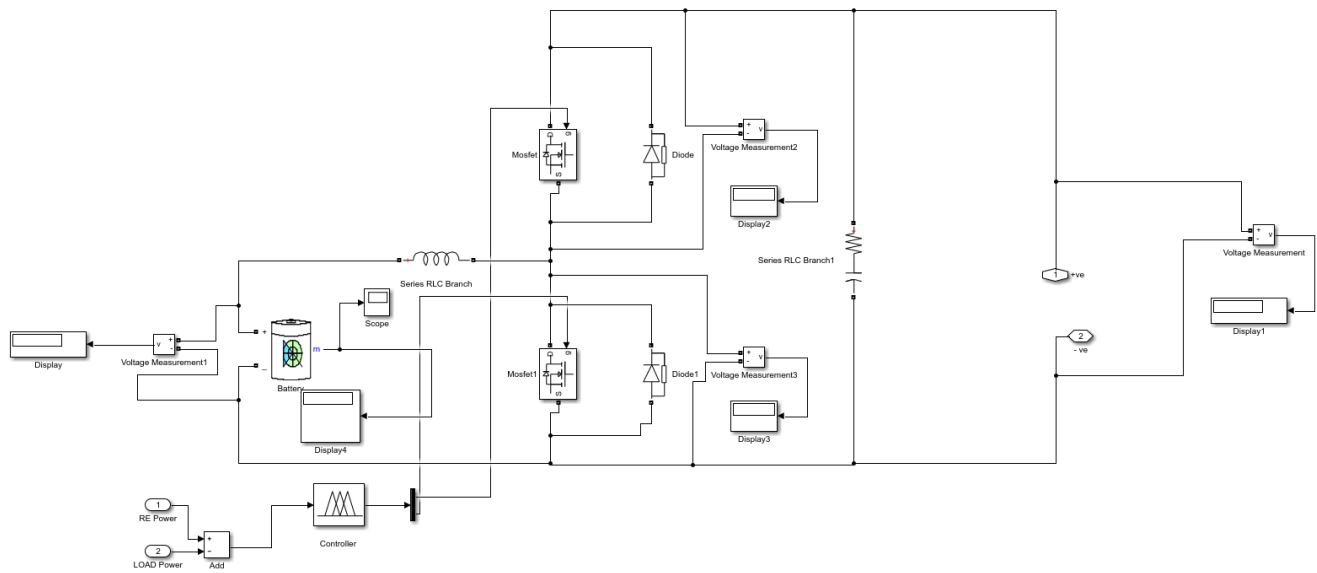 Mosfet
g
D
S
Diode
+
-
v
Voltage Measurement2
Display2
Series RLC Branch
Series RLC Branch1
+
-
v
Voltage Measurement
1
+ve
Display1
2
- ve
Scope
+
_
m
Battery
Display
v
+
-
Voltage Measurement1
Mosfet1
g
D
S
Diode1
+
-
v
Voltage Measurement3
Display3
Display4
1
RE Power
2
LOAD Power
+
−
Add
Controller